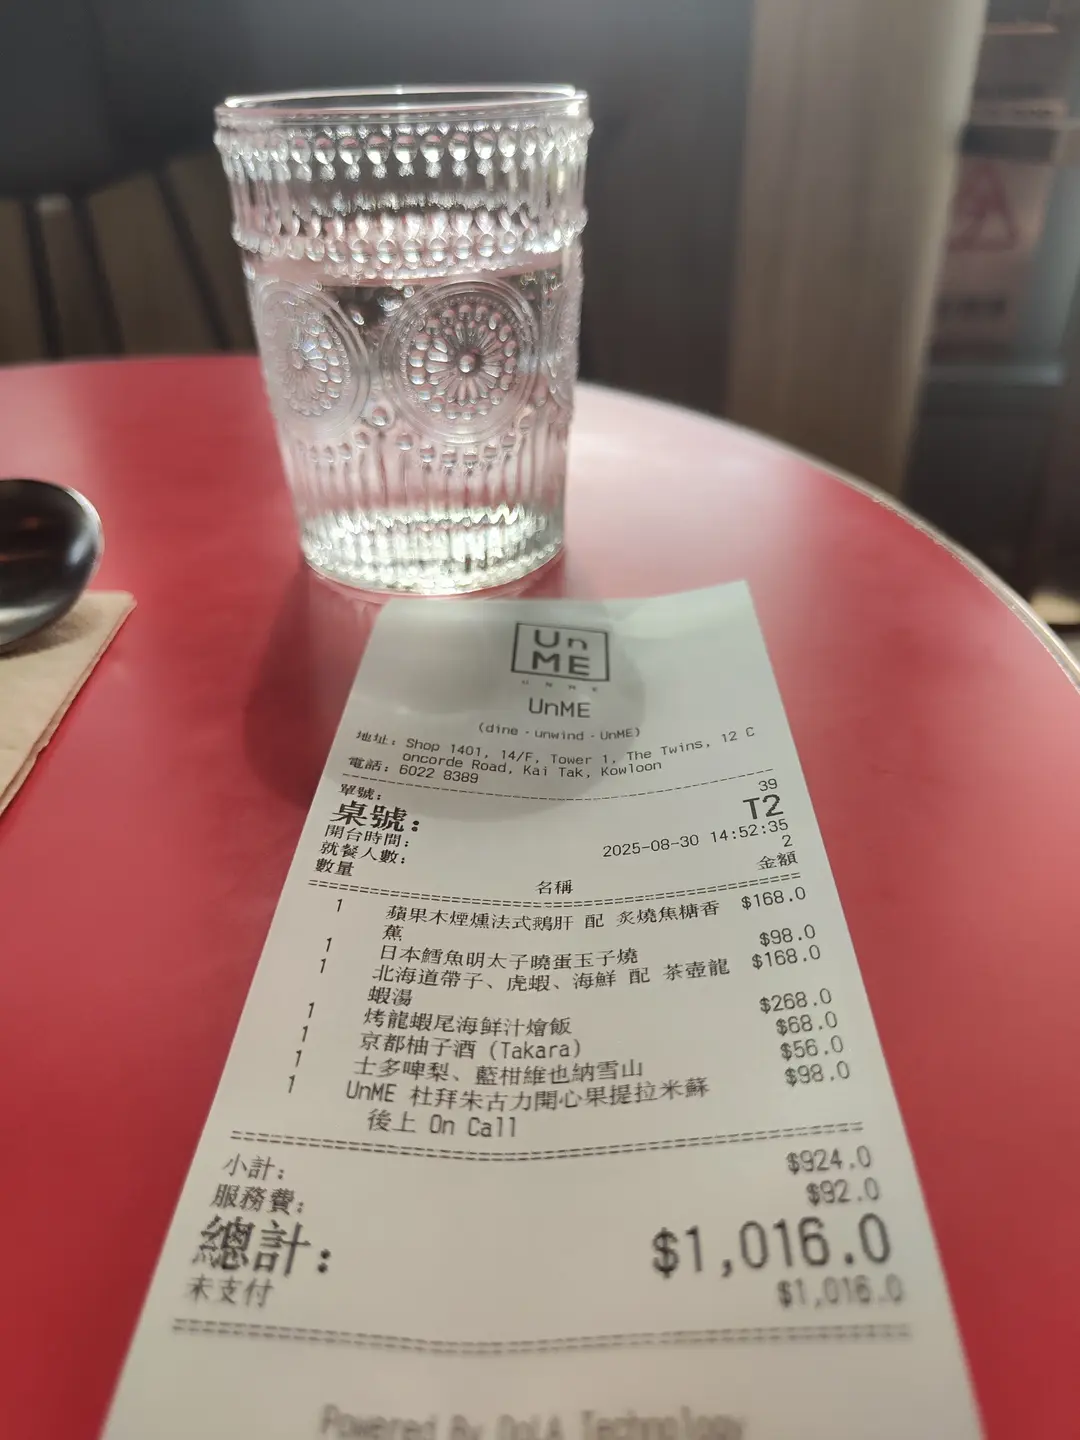 Un
ME
UNME
UnME
(dine · unwind · UnME)
地址: Shop 1401, 14/F, Tower 1, The Twins, 12 C
oncorde Road, Kai Tak, Kowloon
電話: 6022 8389
單號: 39
桌號: T2
開台時間: 2025-08-30 14:52:35
就餐人數: 2
數量 名稱 金額
1 蘋果木煙燻法式鵝肝 配 炙燒焦糖香 $168.0
蕉
1 日本鱈魚明太子曉蛋玉子燒 $98.0
1 北海道帶子、虎蝦、海鮮 配 茶壺龍 $168.0
蝦湯
1 烤龍蝦尾海鮮汁燴飯 $268.0
1 京都柚子酒 (Takara) $68.0
1 士多啤梨、藍柑維也納雪山 $56.0
1 UnME 杜拜朱古力開心果提拉米蘇 $98.0
後上 On Call
小計: $924.0
服務費: $92.0
總計: $1,016.0
未支付 $1,016.0
Powered By Technology